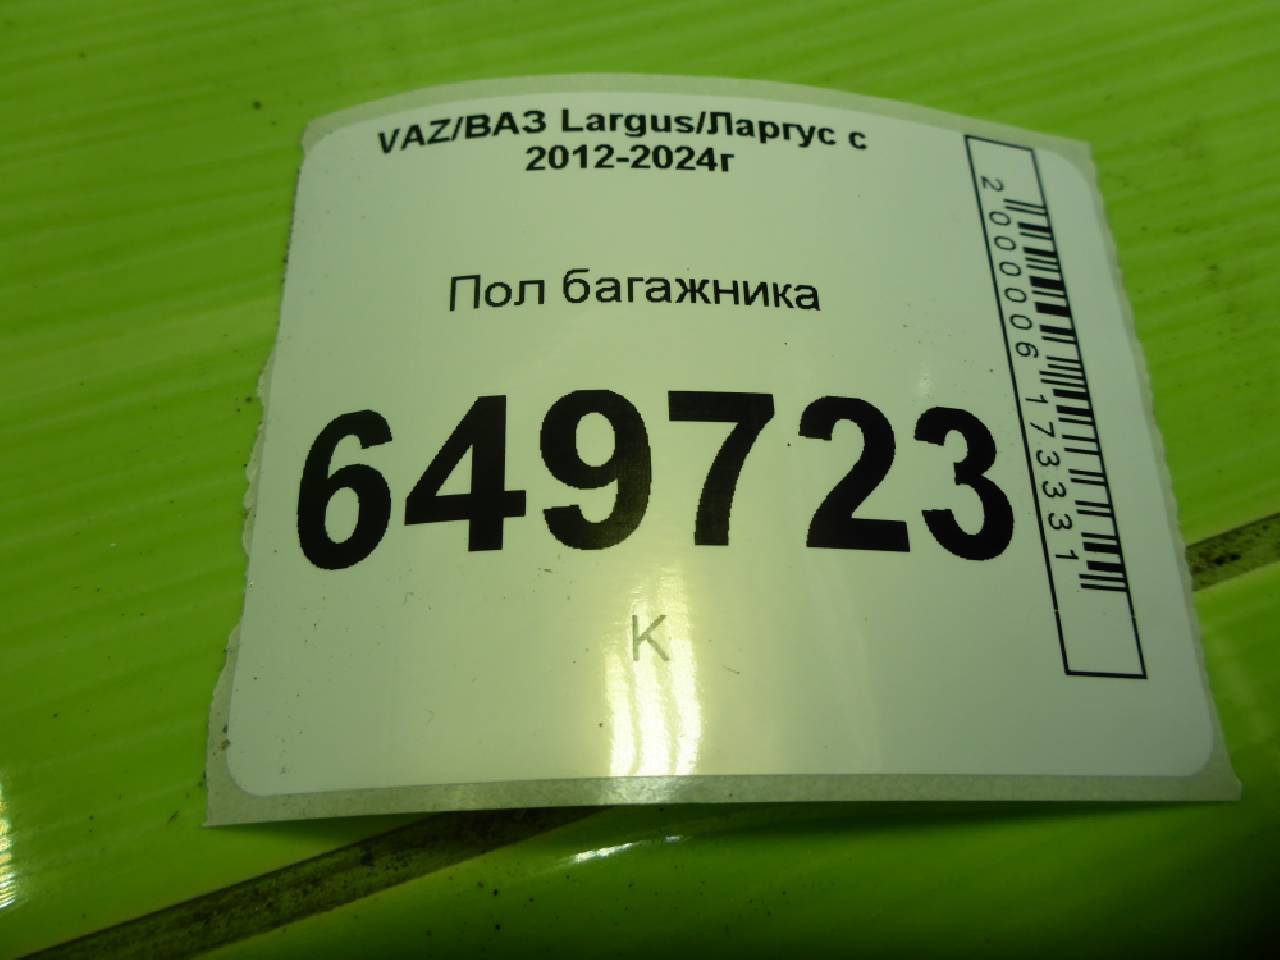 VAZ/ВАЗ Largus/Ларгус с
2012-2024г
Пол багажника
649723
К
2000006173331